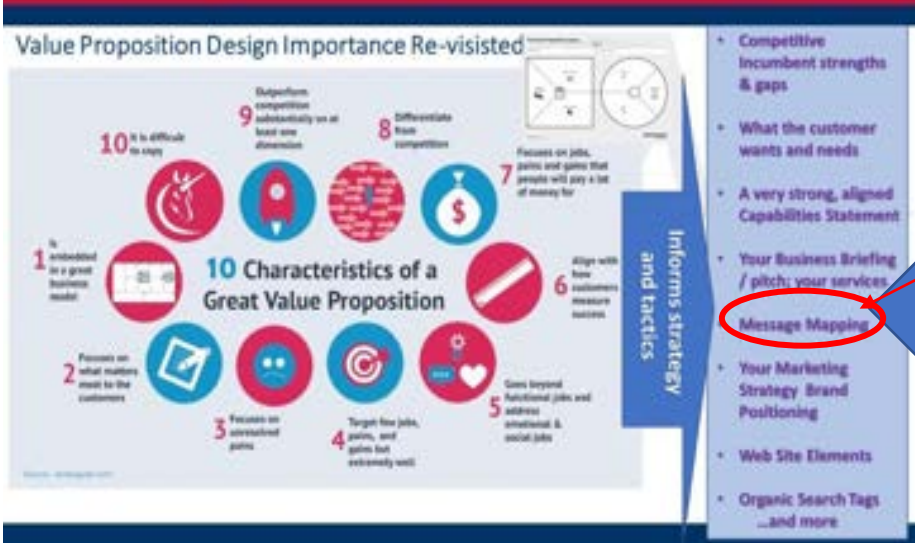 Value Proposition Design Importance Re-visisted
10 Characteristics of a
Great Value Proposition
1
Is
embedded
in a great
business
model
2
Focuses on
what matters
most to the
customers
3
Focuses on
unresolved
pains
4
Target few jobs,
pains, and
gains but
extremely well
5
Goes beyond
functional jobs and
address
emotional &
social jobs
6
Align with
how
customers
measure
success
7
Focuses on jobs,
pains and gains that
people will pay a lot
of money for
8
Differentiate
from
competition
9
Outperform
competition
substantially on at
least one
dimension
10
It is difficult
to copy
$
Informs strategy
and tactics
• Competitive
Incumbent strengths
& gaps
• What the customer
wants and needs
• A very strong, aligned
Capabilities Statement
• Your Business Briefing
/ pitch; your services
Message Mapping
• Your Marketing
Strategy Brand
Positioning
• Web Site Elements
• Organic Search Tags
...and more